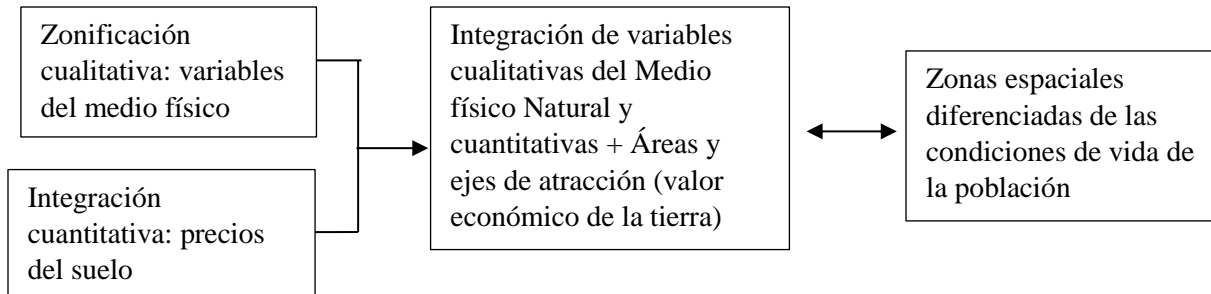 Zonificación
cualitativa: variables
del medio físico
Integración
cuantitativa: precios
del suelo
Integración de variables
cualitativas del Medio
físico Natural y
cuantitativas + Áreas y
ejes de atracción (valor
económico de la tierra)
Zonas espaciales
diferenciadas de las
condiciones de vida de
la población